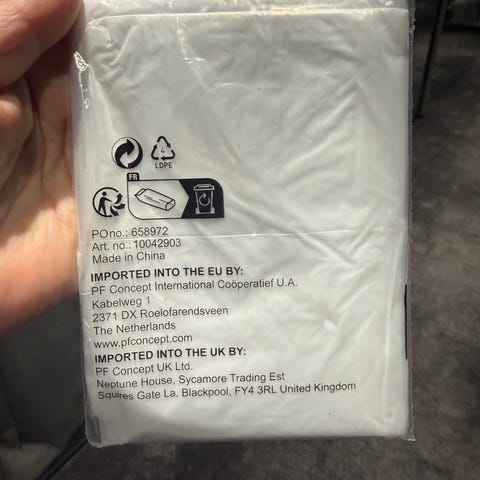 4
LDPE
FR
POno.: 658972
Art. no.: 10042903
Made in China
IMPORTED INTO THE EU BY:
PF Concept International Coöperatief U.A.
Kabelweg 1
2371 DX Roelofarendsveen
The Netherlands
www.pfconcept.com
IMPORTED INTO THE UK BY:
PF Concept UK Ltd.
Neptune House, Sycamore Trading Est
Squires Gate La, Blackpool, FY4 3RL United Kingdom